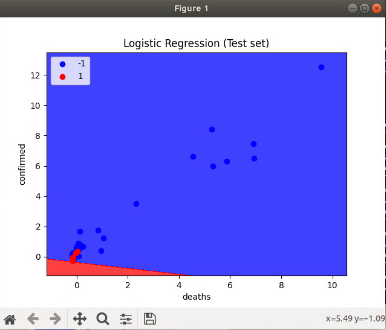 Figure 1
Logistic Regression (Test set)
-1
1
12
10
8
6
4
2
0
confirmed
0 2 4 6 8 10
deaths
x=5.49 y=-1.09